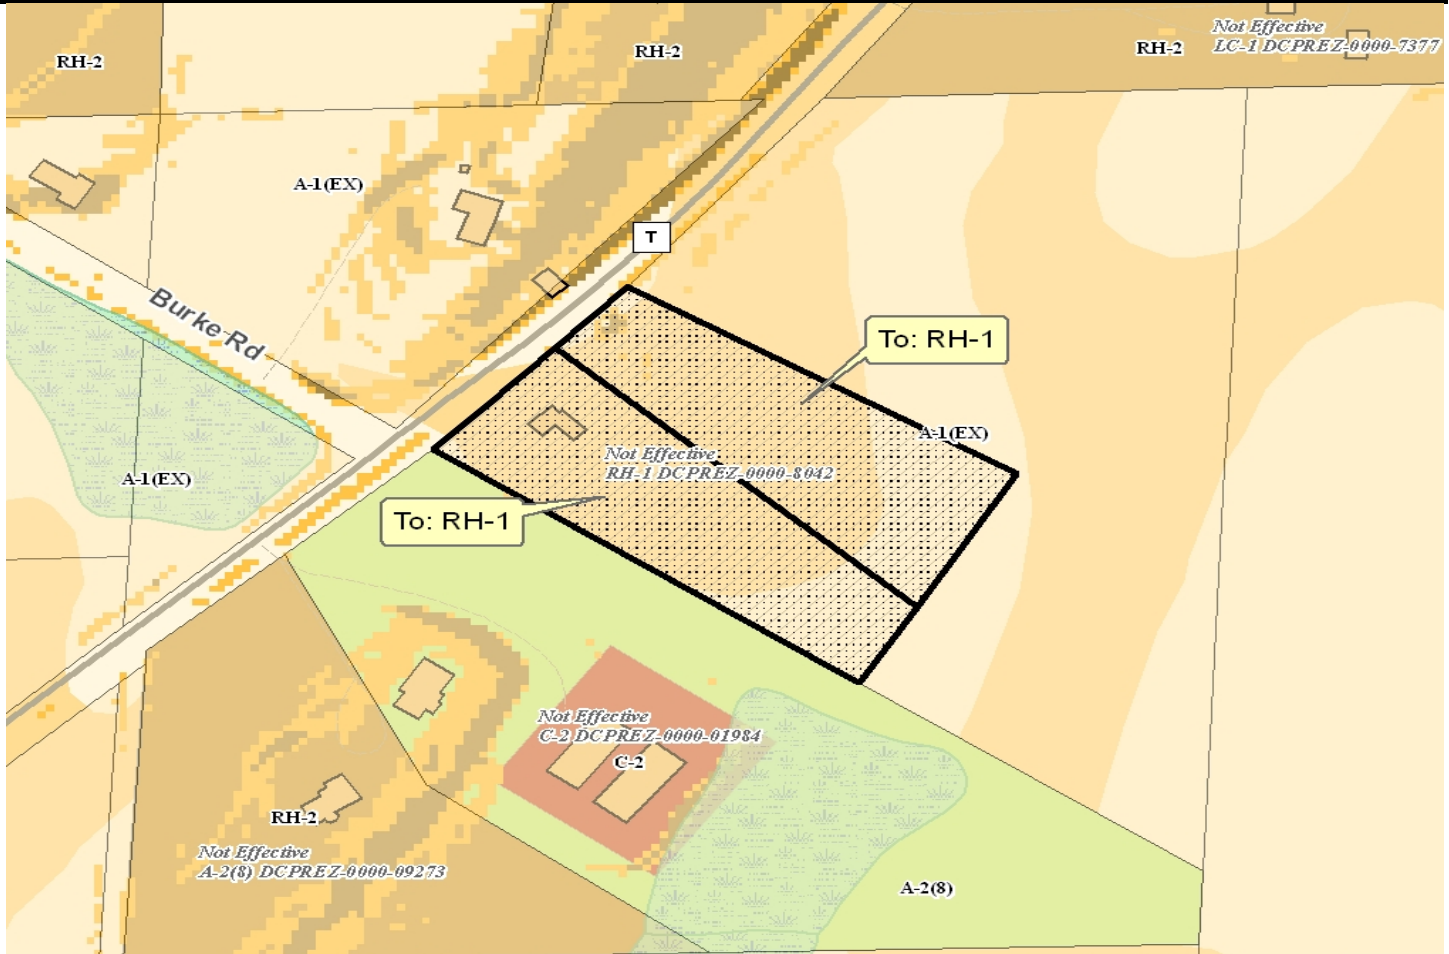 Not Effective
LC-1 DCPREZ-0000-7377
RH-2
RH-2
RH-2
A-1(EX)
T
Burke Rd
To: RH-1
A-1(EX)
Not Effective
RH-1 DCPREZ-0000-8042
A-1(EX)
To: RH-1
Not Effective
C-2 DCPREZ-0000-01984
C-2
RH-2
Not Effective
A-2(8) DCPREZ-0000-09273
A-2(8)